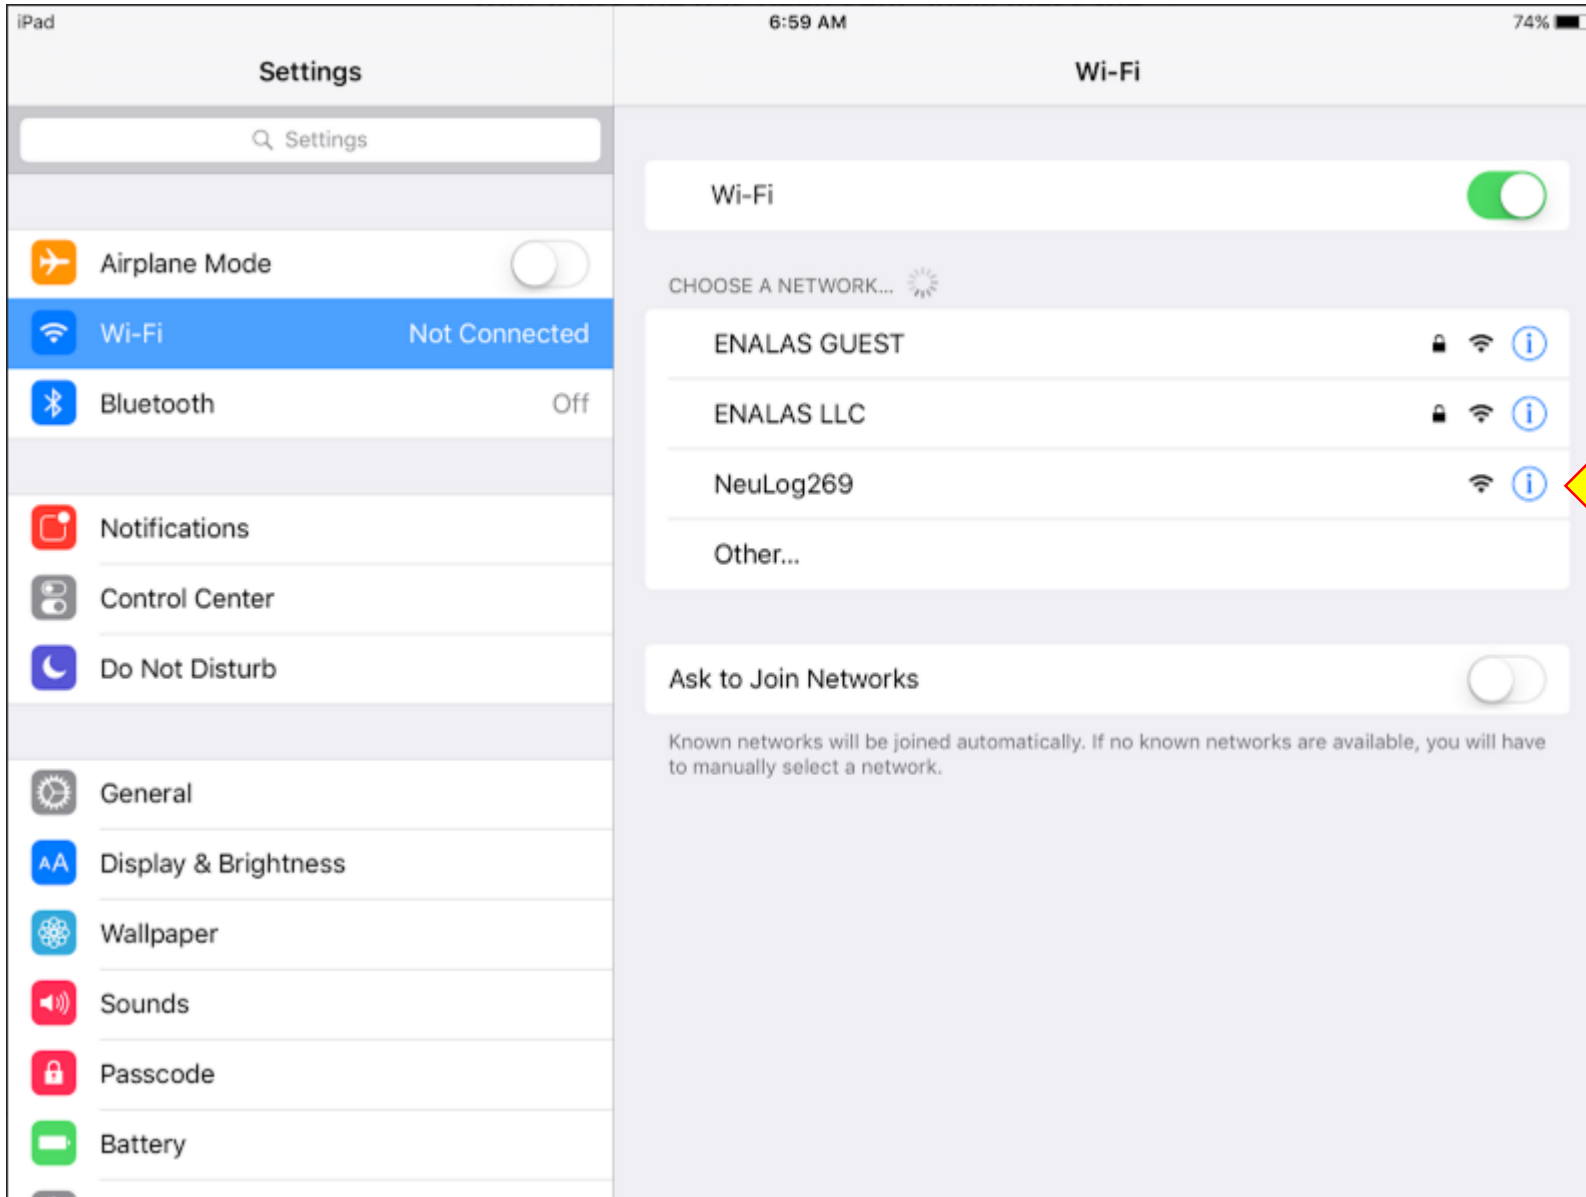 iPad
6:59 AM
74%
Settings
Wi-Fi
Settings
Airplane Mode
Wi-Fi Not Connected
Bluetooth Off
Notifications
Control Center
Do Not Disturb
General
AA Display & Brightness
Wallpaper
Sounds
Passcode
Battery
Wi-Fi
CHOOSE A NETWORK...
ENALAS GUEST
ENALAS LLC
NeuLog269
Other...
Ask to Join Networks
Known networks will be joined automatically. If no known networks are available, you will have
to manually select a network.